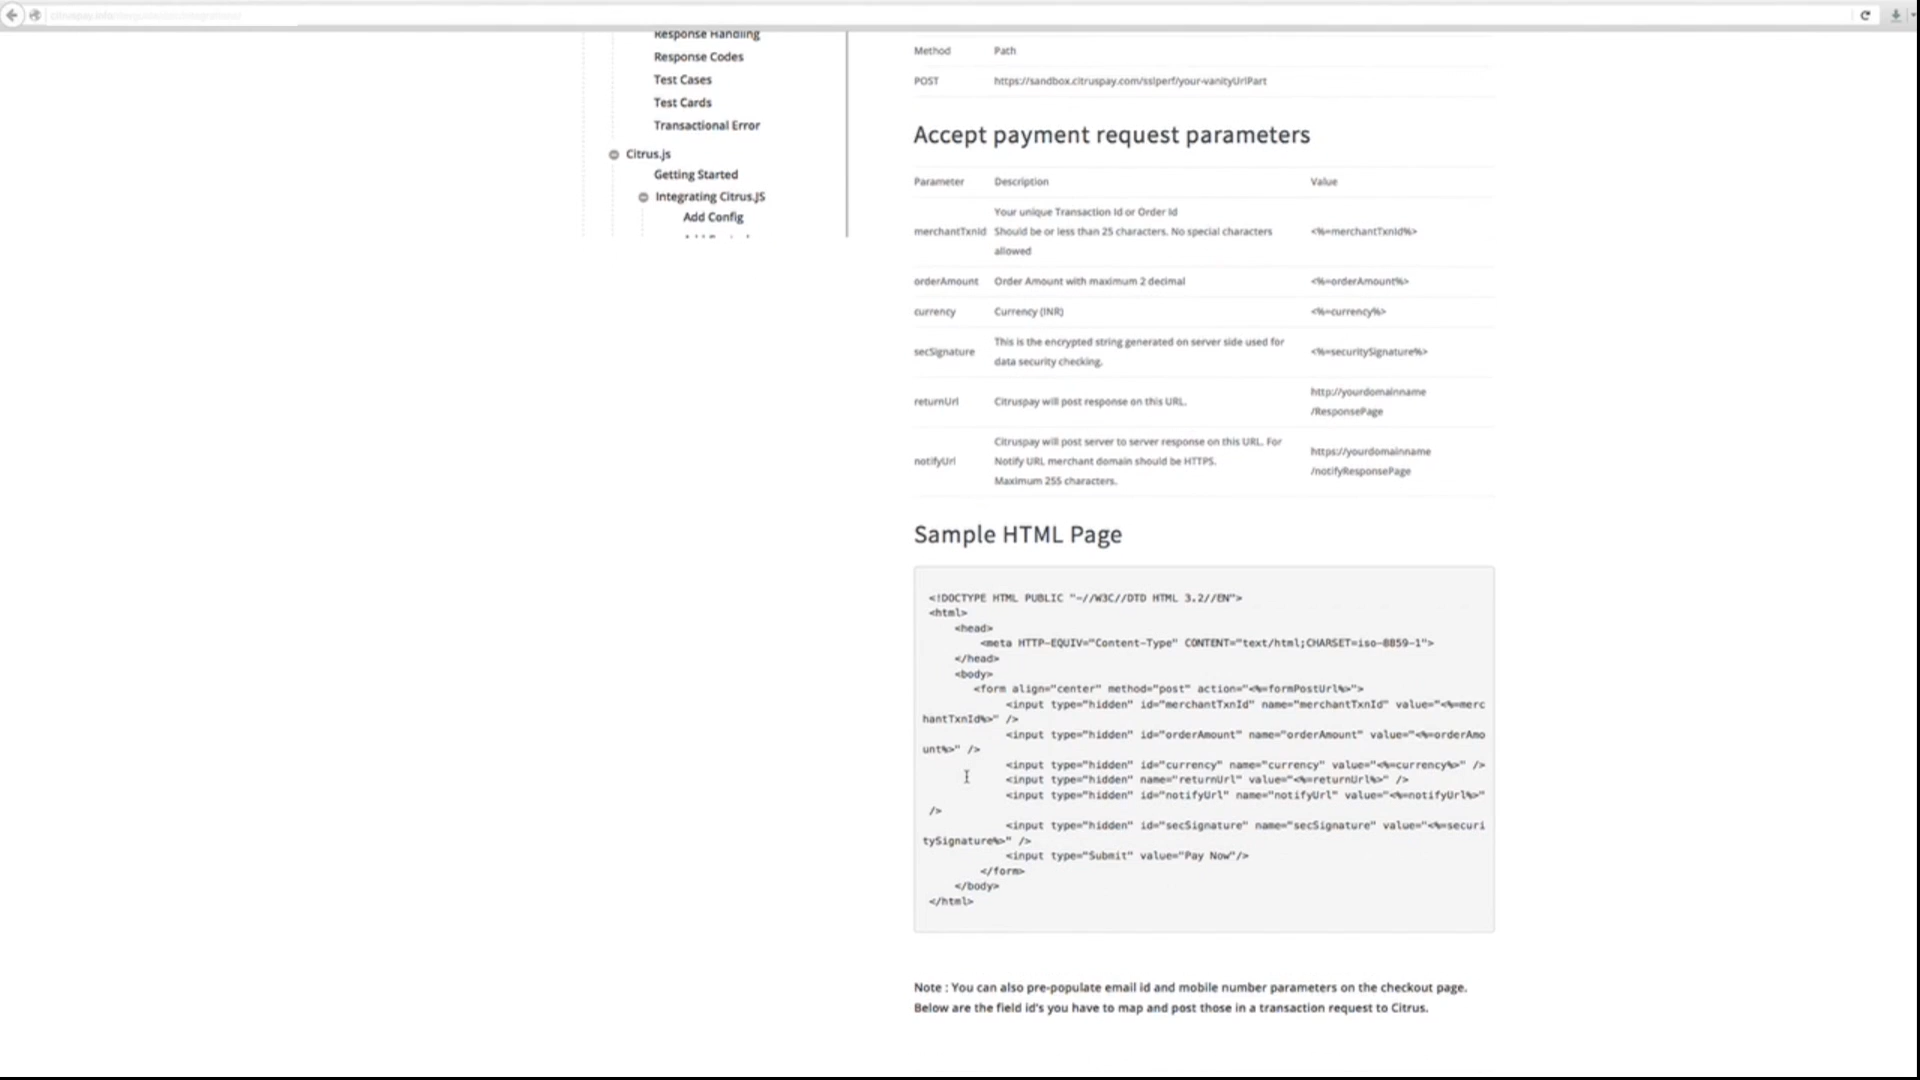 Response Handling
Response Codes
Test Cases
Test Cards
Transactional Error
Citrus.js
Getting Started
Integrating Citrus.JS
Add Config
Method Path
POST https://sandbox.citruspay.com/sslperf/your-vanityUrlPart
Accept payment request parameters
Parameter Description Value
Your unique Transaction Id or Order Id
merchantTxnId Should be or less than 25 characters. No special characters <%=merchantTxnId%>
allowed
orderAmount Order Amount with maximum 2 decimal <%=orderAmount%>
currency Currency (INR) <%=currency%>
This is the encrypted string generated on server side used for
secSignature <%=securitySignature%>
data security checking.
http://yourdomainname
returnUrl Citruspay will post response on this URL.
/ResponsePage
Citruspay will post server to server response on this URL. For
https://yourdomainname
notifyUrl Notify URL merchant domain should be HTTPS.
/notifyResponsePage
Maximum 255 characters.
Sample HTML Page
<!DOCTYPE HTML PUBLIC "-//W3C//DTD HTML 3.2//EN">
<html>
<head>
<meta HTTP-EQUIV="Content-Type" CONTENT="text/html;CHARSET=iso-8859-1">
</head>
<body>
<form align="center" method="post" action="<%=formPostUrl%>">
<input type="hidden" id="merchantTxnId" name="merchantTxnId" value="<%=merc
hantTxnId%>" />
<input type="hidden" id="orderAmount" name="orderAmount" value="<%=orderAmo
unt%>" />
<input type="hidden" id="currency" name="currency" value="<%=currency%>" />
<input type="hidden" name="returnUrl" value="<%=returnUrl%>" />
<input type="hidden" id="notifyUrl" name="notifyUrl" value="<%=notifyUrl%>"
/>
<input type="hidden" id="secSignature" name="secSignature" value="<%=securi
tySignature%>" />
<input type="Submit" value="Pay Now"/>
</form>
</body>
</html>
Note : You can also pre-populate email id and mobile number parameters on the checkout page.
Below are the field id's you have to map and post those in a transaction request to Citrus.